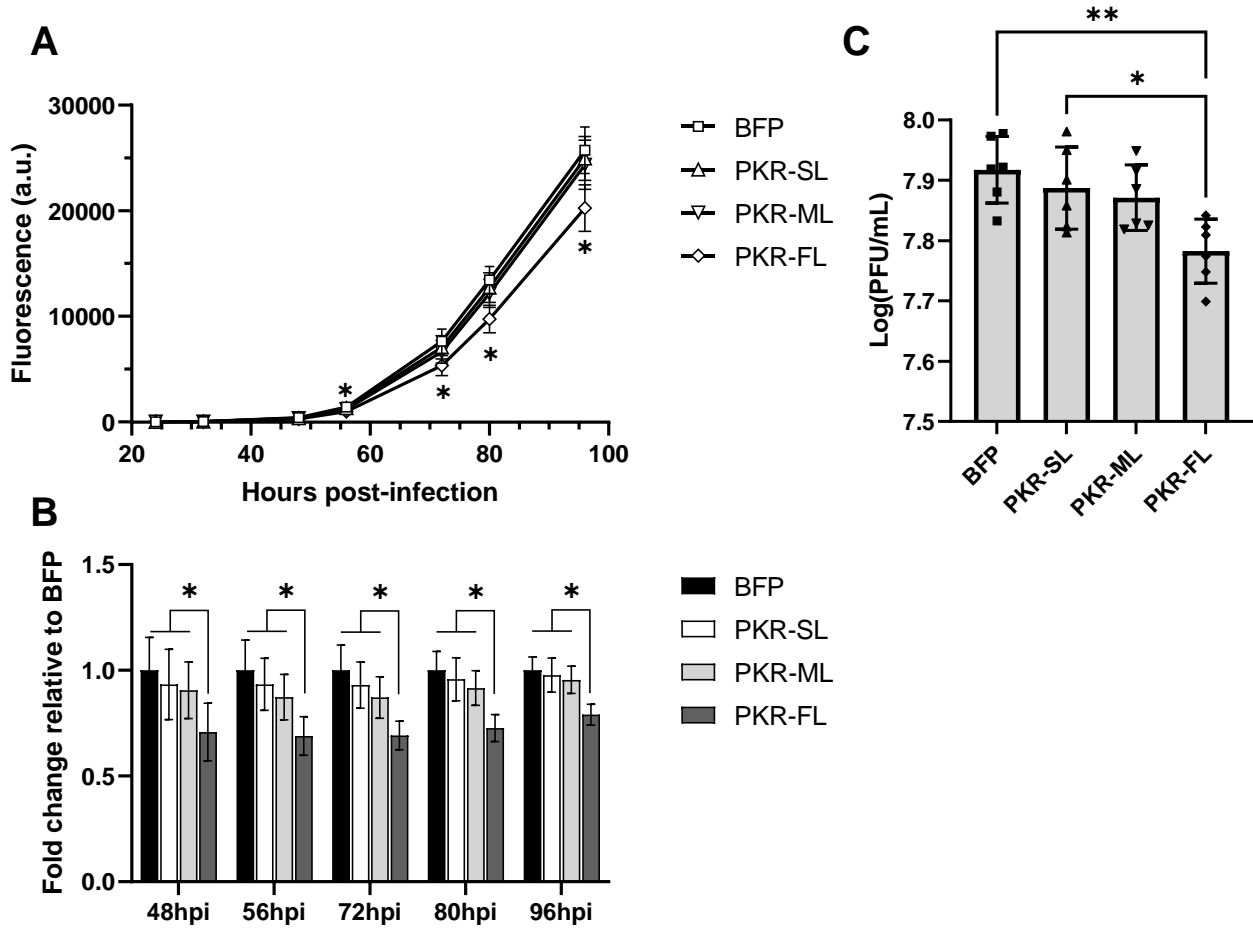 A
30000
20000
10000
0
Fluorescence (a.u.)
*
*
*
*
20
40
60
80
100
Hours post-infection
BFP
PKR-SL
PKR-ML
PKR-FL
C
**
*
8.0
7.9
7.8
7.7
7.6
7.5
Log(PFU/mL)
BFP
PKR-SL
PKR-ML
PKR-FL
B
1.5
1.0
0.5
0.0
Fold change relative to BFP
*
*
*
*
*
48hpi
56hpi
72hpi
80hpi
96hpi
BFP
PKR-SL
PKR-ML
PKR-FL